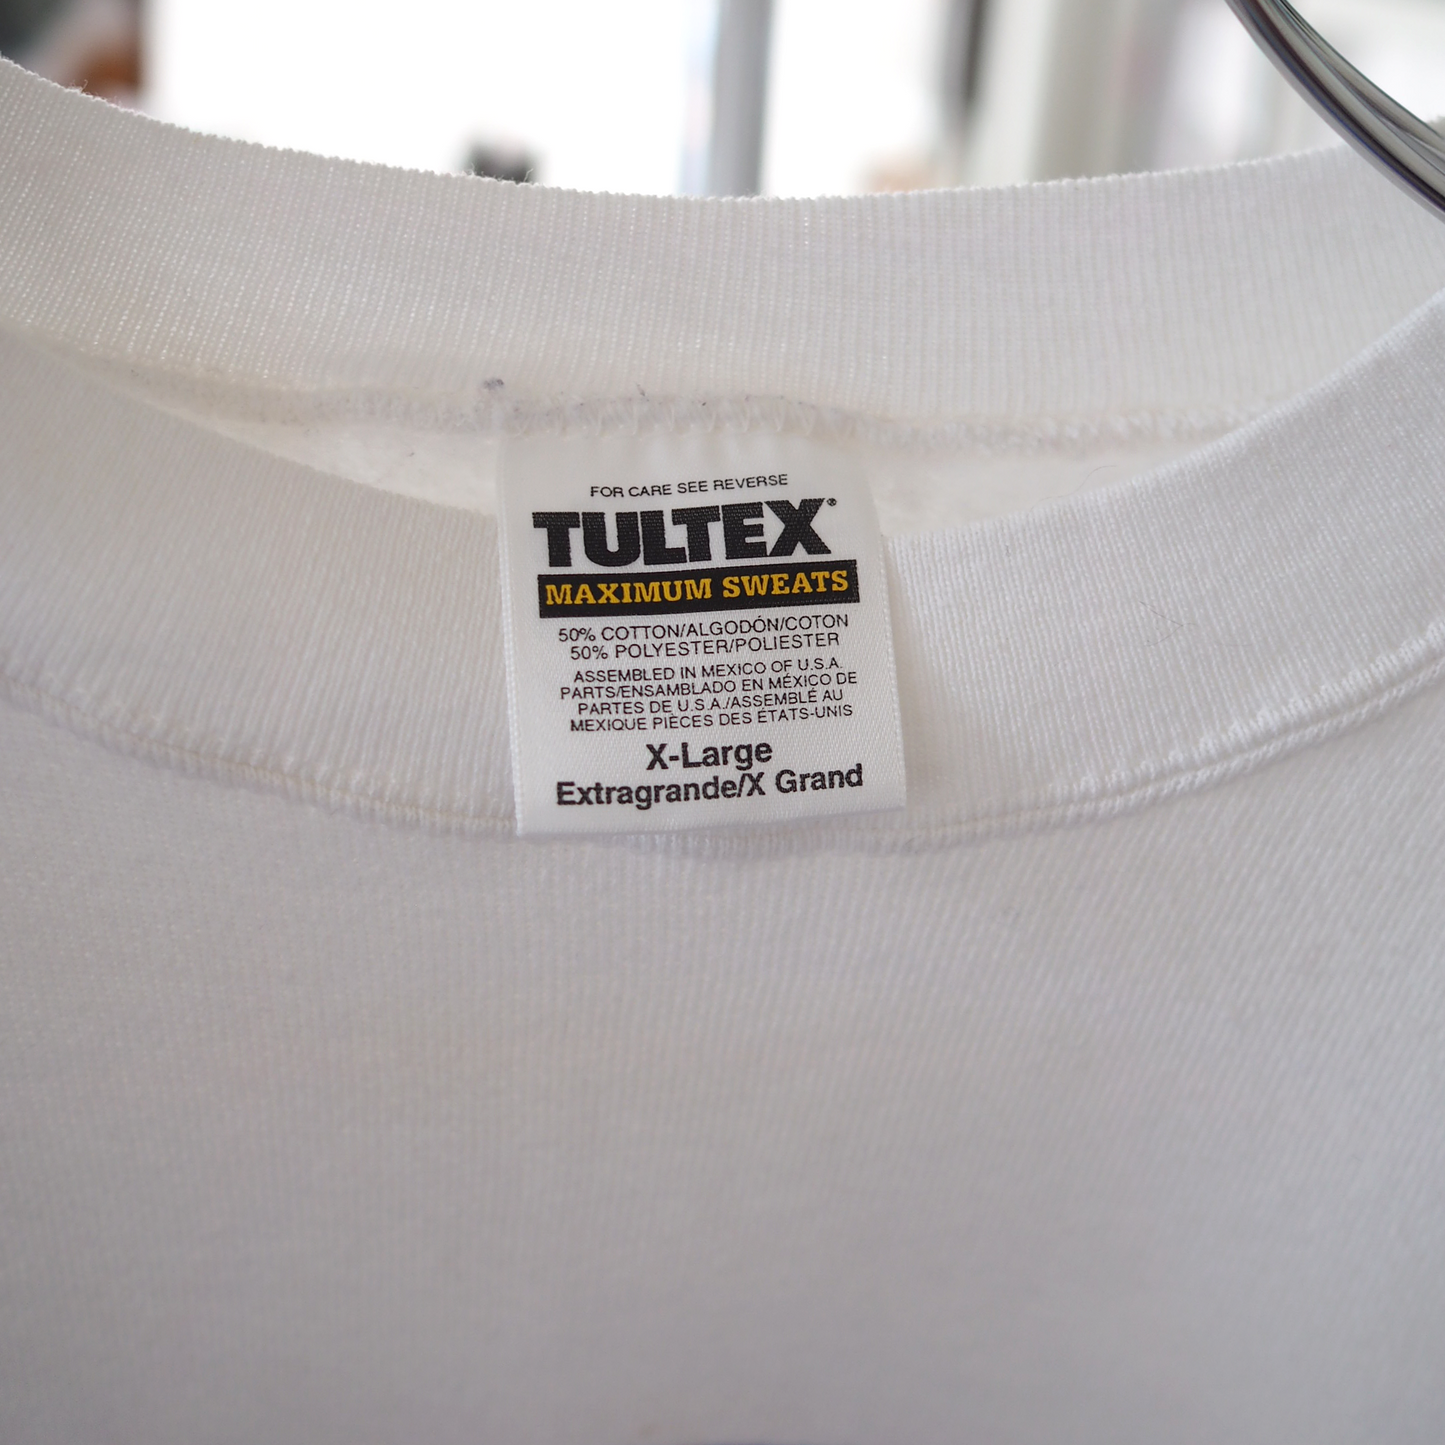 FOR CARE SEE REVERSE
TULTEX®
MAXIMUM SWEATS
50% COTTON/ALGODÓN/COTON
50% POLYESTER/POLIESTER
ASSEMBLED IN MEXICO OF U.S.A.
PARTS/ENSAMBLADO EN MÉXICO DE
PARTES DE U.S.A./ASSEMBLÉ AU
MEXIQUE PIÈCES DES ÉTATS-UNIS
X-Large
Extragrande/X Grand